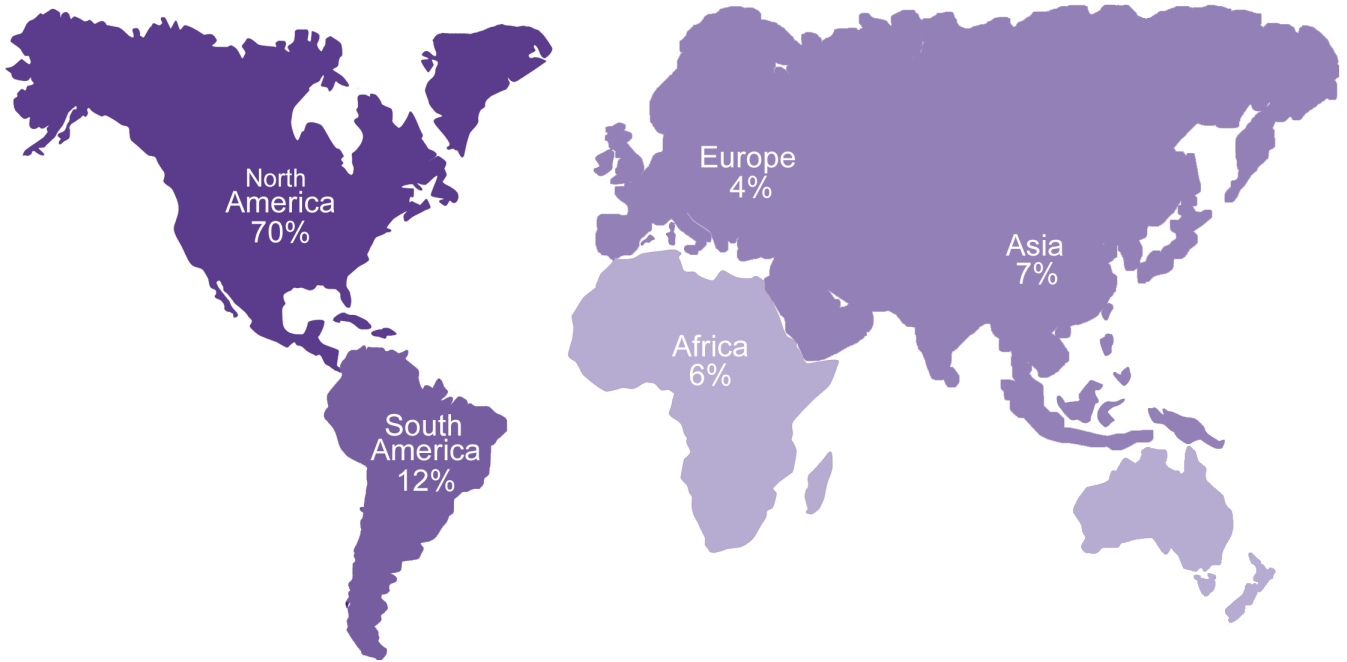 North
America
70%
South
America
12%
Europe
4%
Africa
6%
Asia
7%